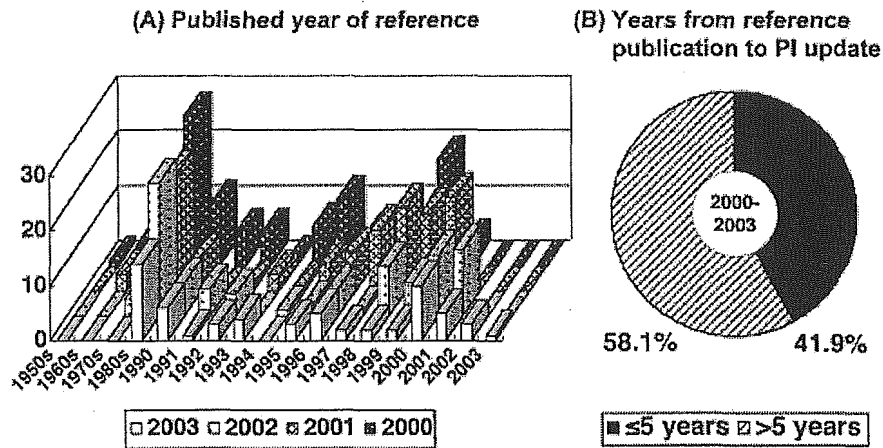 (A) Published year of reference
(B) Years from reference
publication to PI update
30
20
10
0
1950s
1960s
1970s
1980s
1990
1991
1992
1993
1994
1995
1996
1997
1998
1999
2000
2001
2002
2003
2000-
2003
58.1%
41.9%
2003 2002 2001 2000
≤5 years >5 years